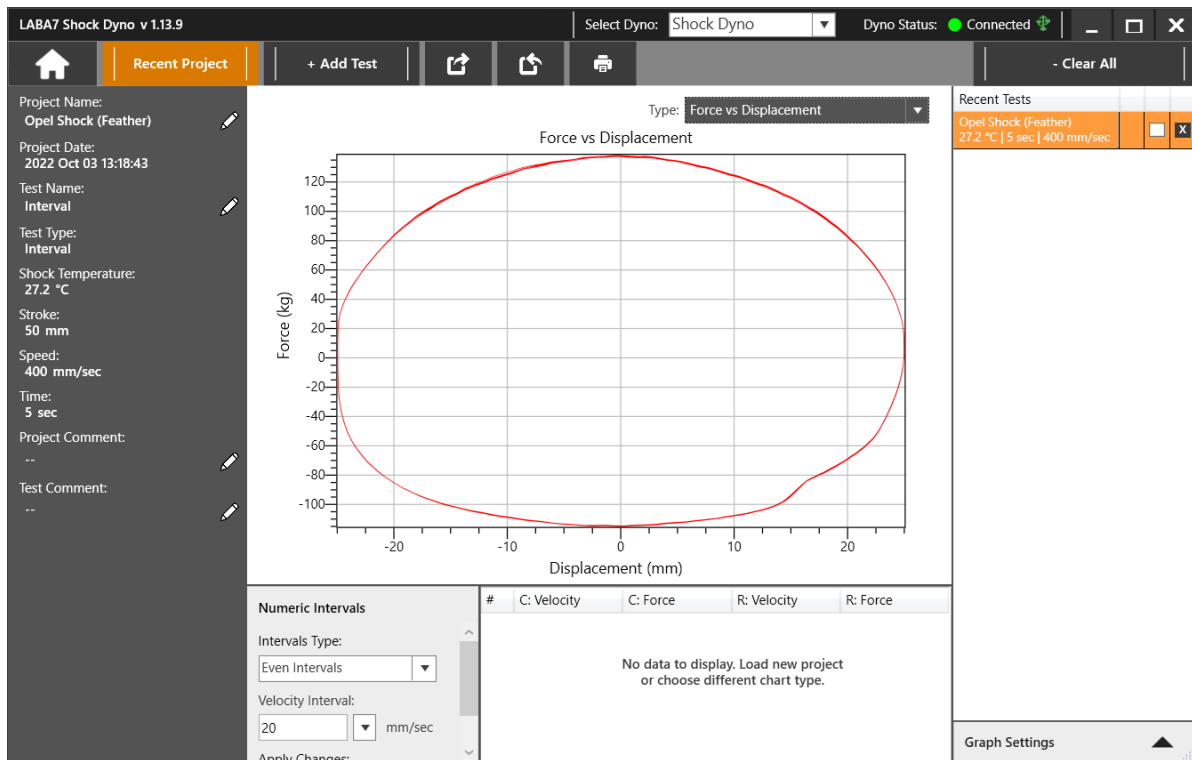 LABA7 Shock Dyno v 1.13.9
Select Dyno: Shock Dyno
Dyno Status: Connected
Recent Project
+ Add Test
- Clear All
Project Name:
Opel Shock (Feather)
Project Date:
2022 Oct 03 13:18:43
Test Name:
Interval
Test Type:
Interval
Shock Temperature:
27.2 °C
Stroke:
50 mm
Speed:
400 mm/sec
Time:
5 sec
Project Comment:
--
Test Comment:
--
Type: Force vs Displacement
Force vs Displacement
Force (kg)
120
100
80
60
40
20
0
-20
-40
-60
-80
-100
-20 -10 0 10 20
Displacement (mm)
Numeric Intervals
Intervals Type:
Even Intervals
Velocity Interval:
20 mm/sec
Apply Changes:
# C: Velocity C: Force R: Velocity R: Force
No data to display. Load new project
or choose different chart type.
Recent Tests
Opel Shock (Feather)
27.2 °C | 5 sec | 400 mm/sec
X
Graph Settings